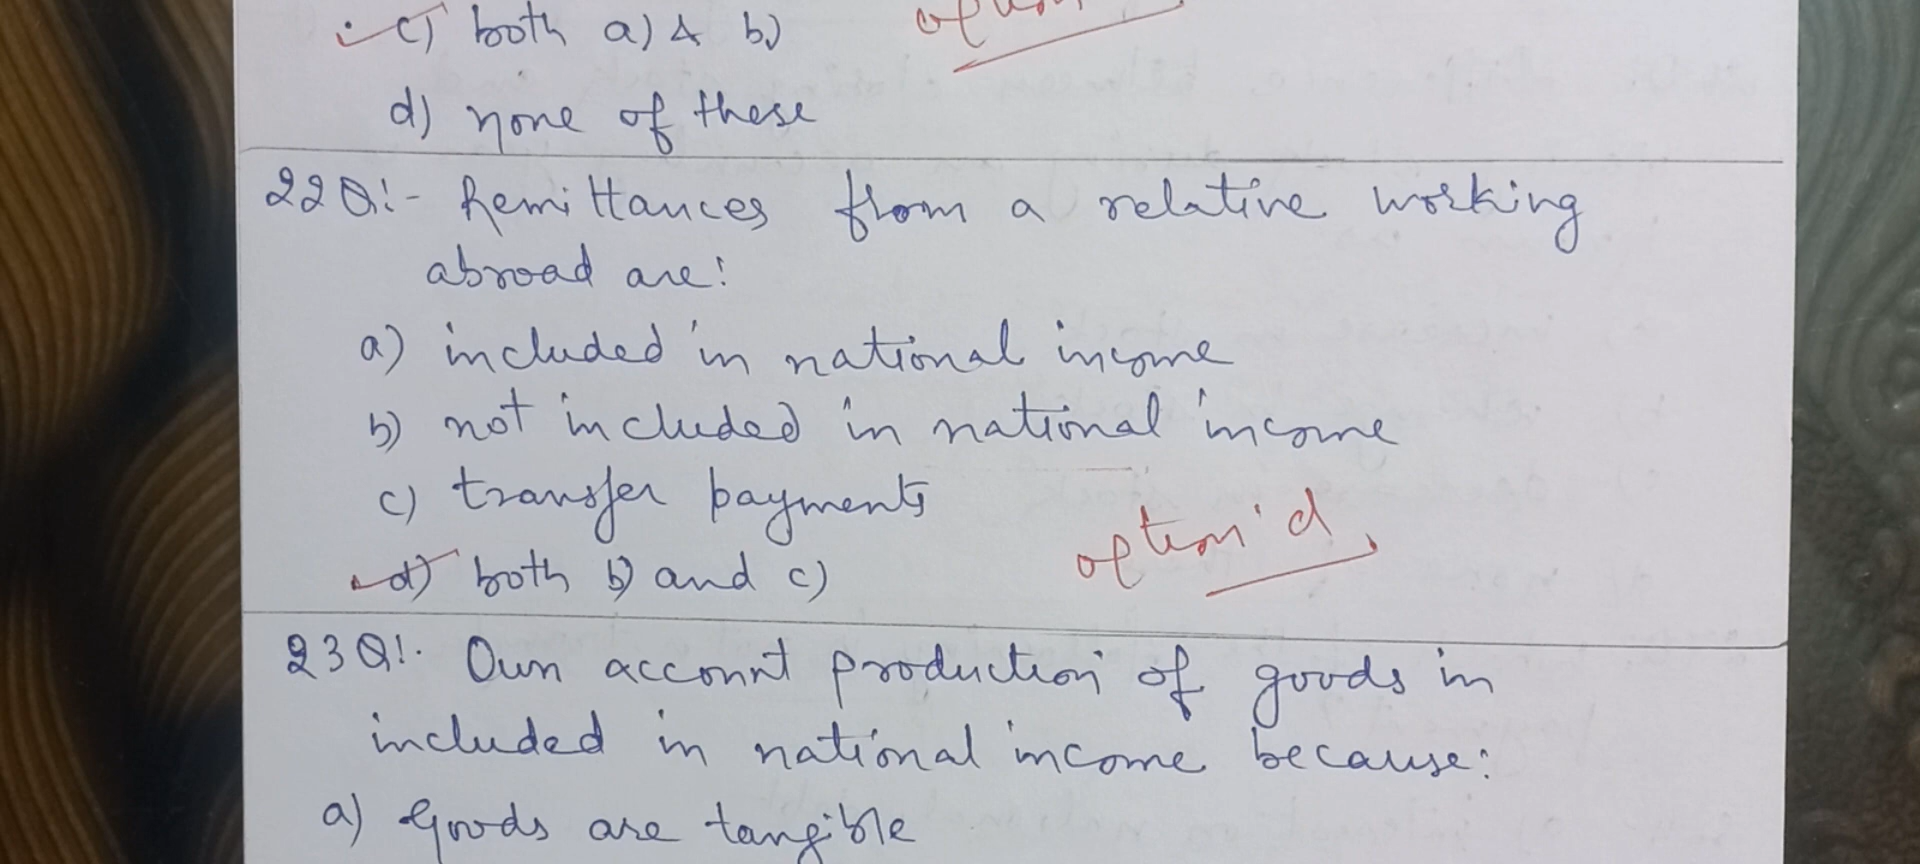 c) both a) & b)
d) none of these
22Q:- Remittances from a relative working
abroad are:
a) included in national income
b) not included in national income
c) transfer payments
option 'd'
d) both b) and c)
23Q:- Own account production of goods in
included in national income because:
a) Goods are tangible